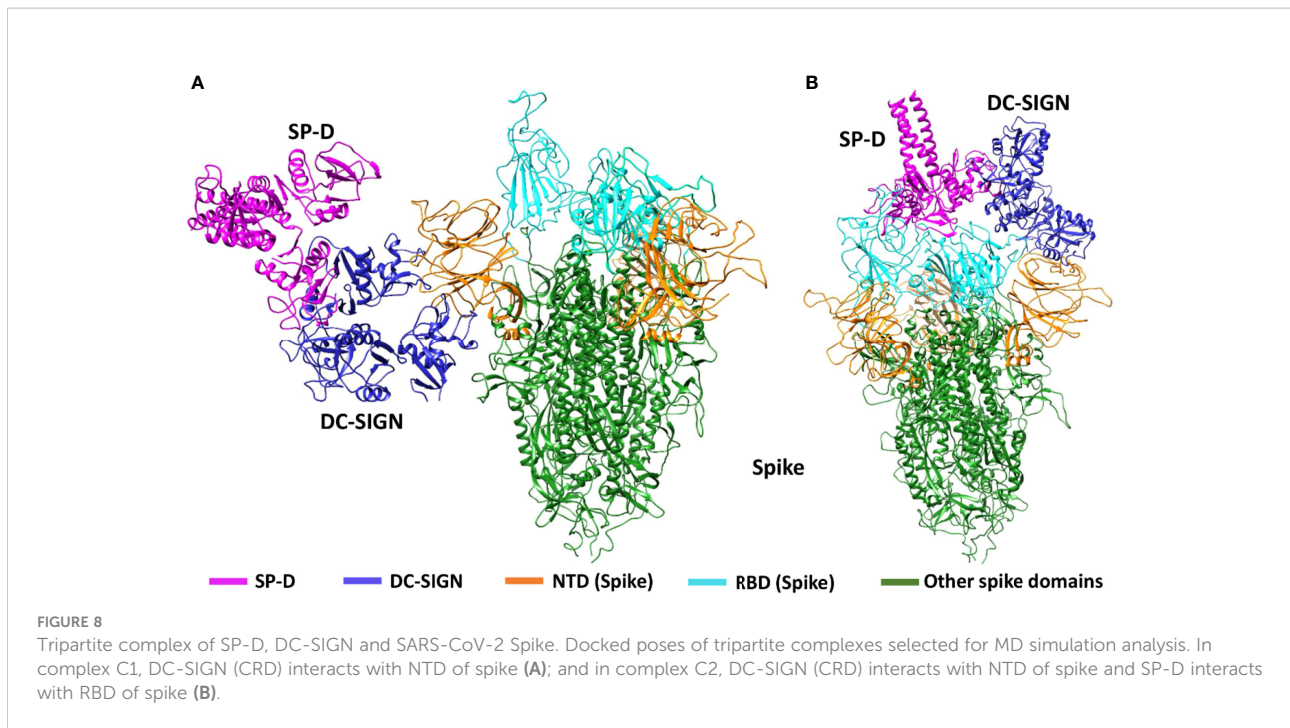 A
B
DC-SIGN
SP-D
SP-D
DC-SIGN
Spike
SP-D DC-SIGN NTD (Spike) RBD (Spike) Other spike domains
FIGURE 8
Tripartite complex of SP-D, DC-SIGN and SARS-CoV-2 Spike. Docked poses of tripartite complexes selected for MD simulation analysis. In
complex C1, DC-SIGN (CRD) interacts with NTD of spike (A); and in complex C2, DC-SIGN (CRD) interacts with NTD of spike and SP-D interacts
with RBD of spike (B).